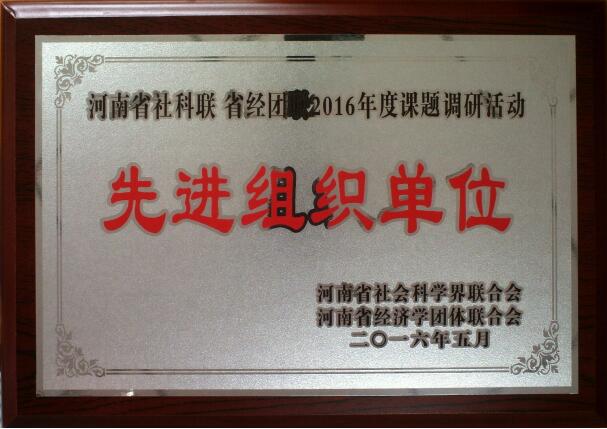 河南省社科联 省经团 2016年度课题调研活动
先进组织单位
河南省社会科学界联合会
河南省经济学团体联合会
二〇一六年五月